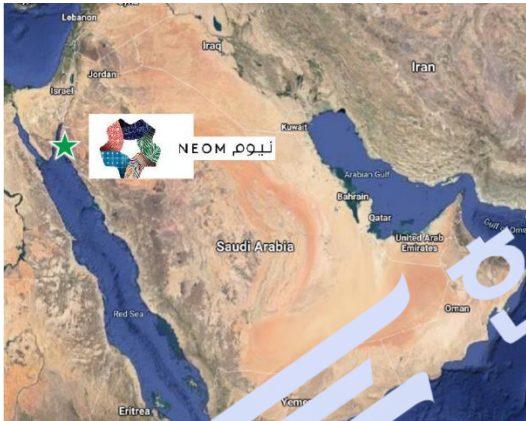 Lebanon
Iraq
Iran
Jordan
Israel
Kuwait
NEOM نيوم
Arabian Gulf
Bahrain
Qatar
United Arab
Emirates
Saudi Arabia
Oman
Red Sea
Eritrea